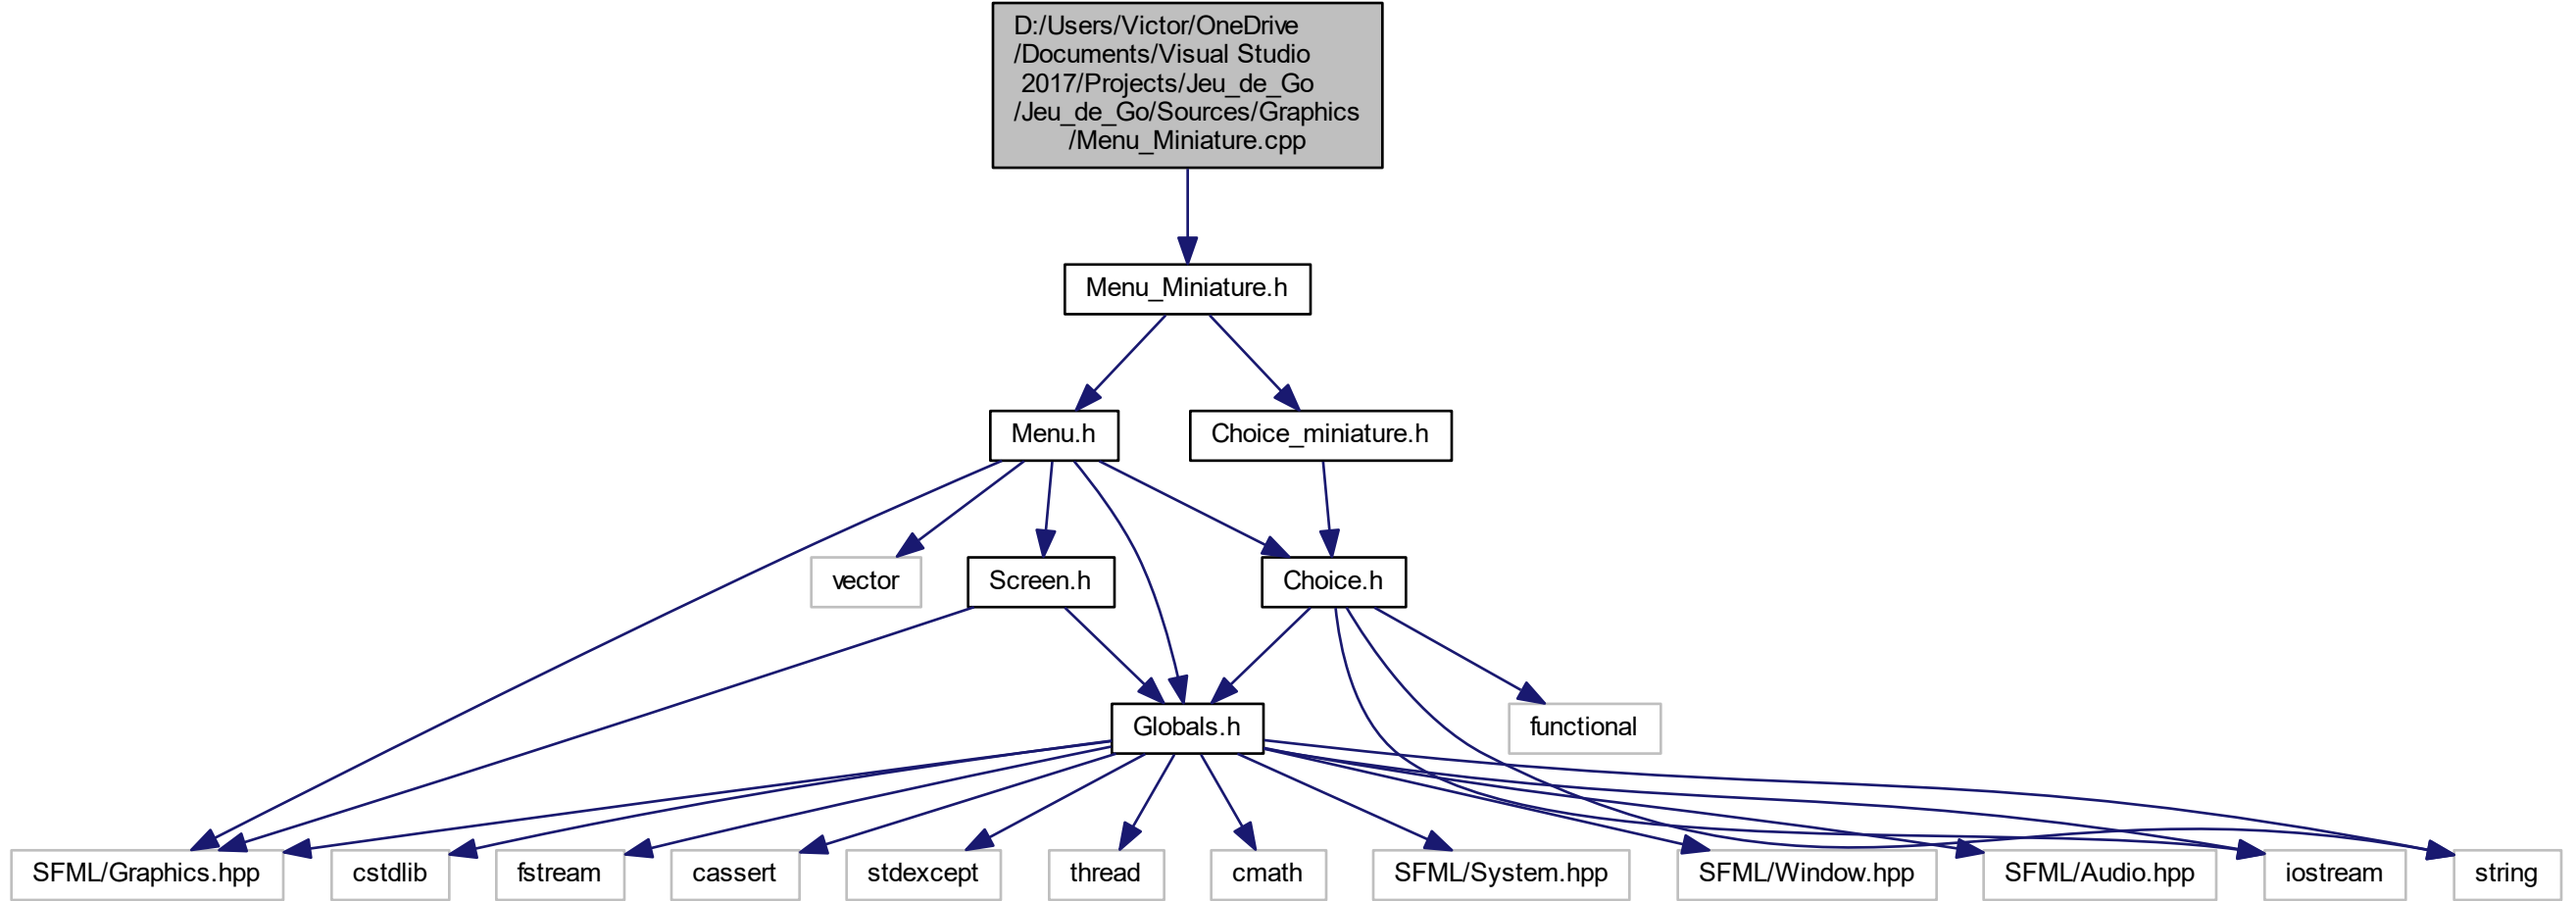 D:/Users/Victor/OneDrive
/Documents/Visual Studio
2017/Projects/Jeu_de_Go
/Jeu_de_Go/Sources/Graphics
/Menu_Miniature.cpp
Menu_Miniature.h
Menu.h
Choice_miniature.h
vector
Screen.h
Choice.h
Globals.h
functional
SFML/Graphics.hpp
cstdlib
fstream
cassert
stdexcept
thread
cmath
SFML/System.hpp
SFML/Window.hpp
SFML/Audio.hpp
iostream
string